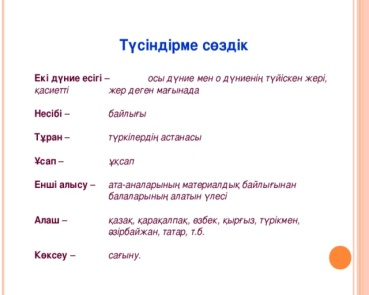 Түсіндірме сөздік
Екі дүние есігі – осы дүние мен о дүниенің түйіскен жері,
қасиетті жер деген мағынада
Несібі – байлығы
Тұран – түркілердің астанасы
Ұсап – ұқсап
Енші алысу – ата-аналарының материалдық байлығынан
балаларының алатын үлесі
Алаш – қазақ, қарақалпақ, өзбек, қырғыз, түрікмен,
әзірбайжан, татар, т.б.
Көксеу – сағыну.